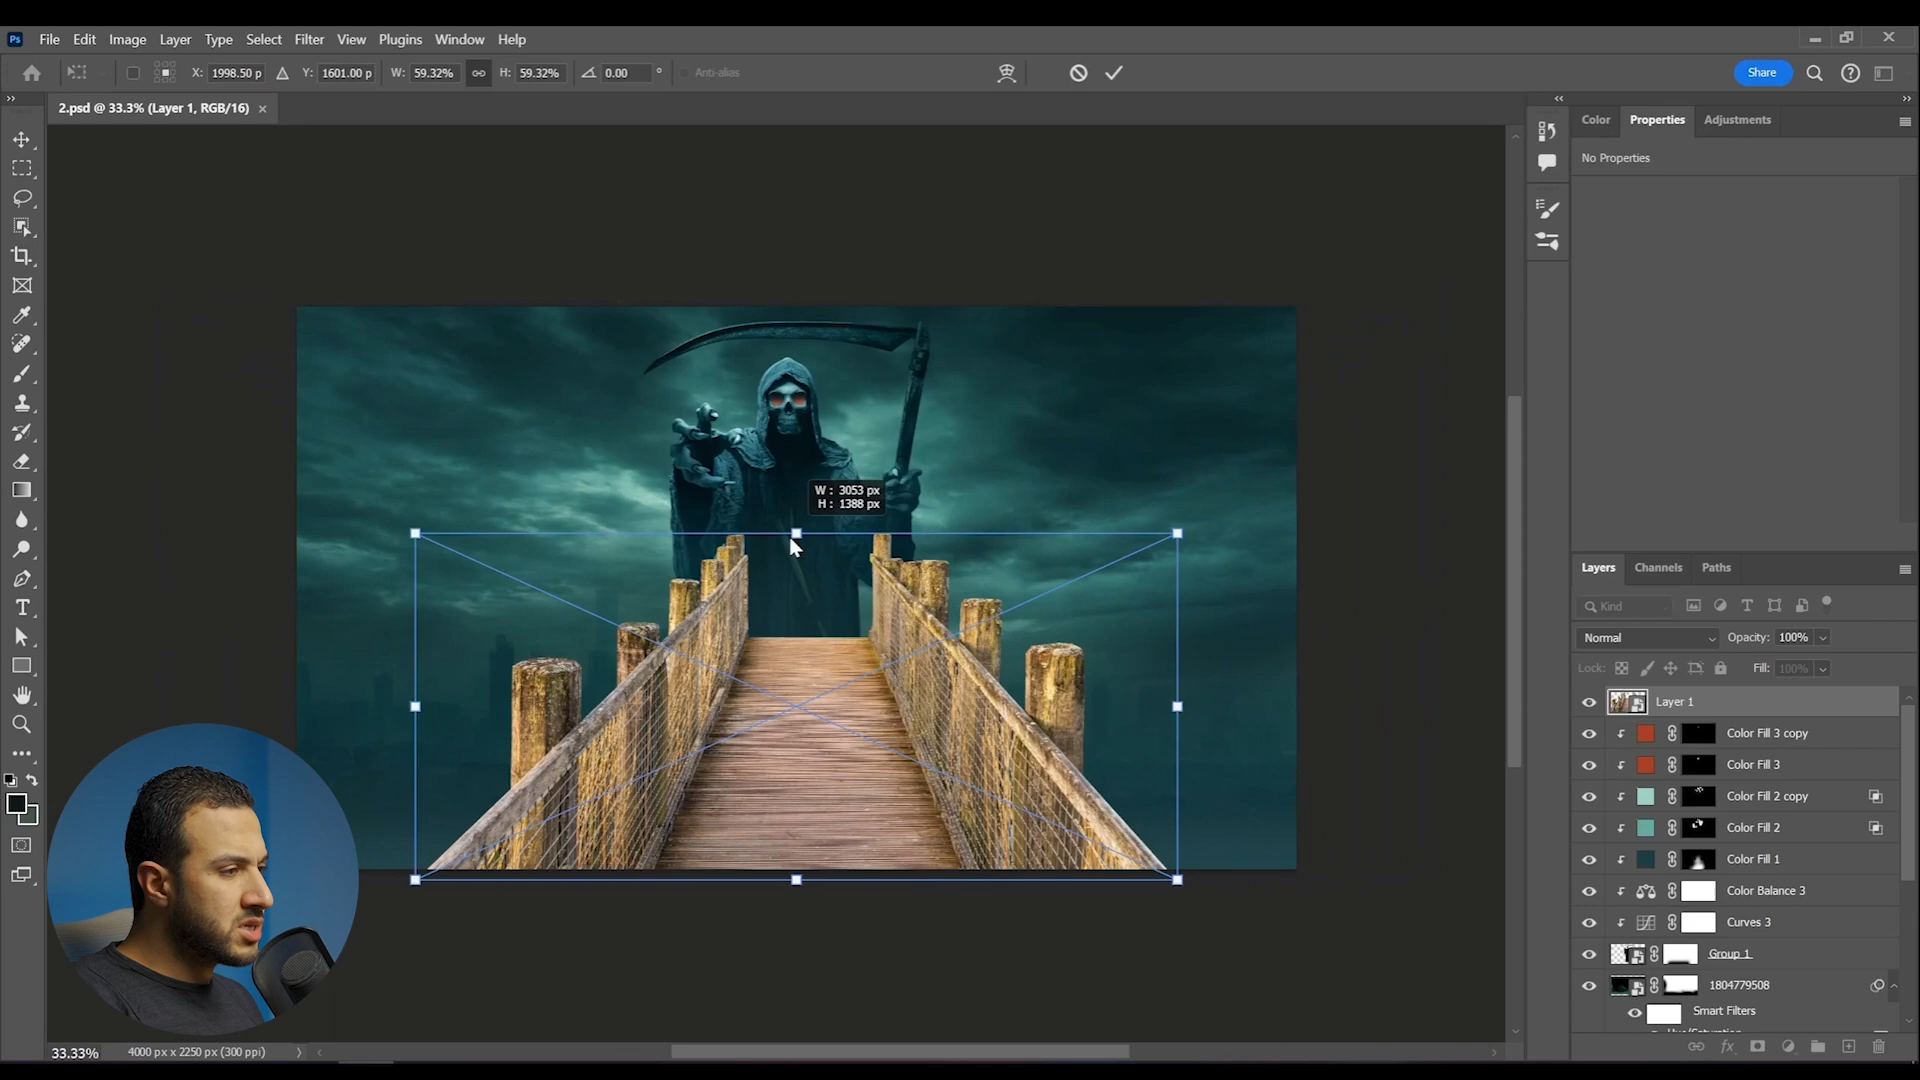 Ps File Edit Image Layer Type Select Filter View Plugins Window Help
X: 1998.50 p Y: 1601.00 p W: 59.32% H: 59.32% 0.00 ° Anti-alias Share
2.psd @ 33.3% (Layer 1, RGB/16) ×
Color Properties Adjustments
No Properties
W : 3053 px
H : 1388 px
Layers Channels Paths
Kind
Normal Opacity: 100%
Lock: Fill: 100%
Layer 1
Color Fill 3 copy
Color Fill 3
Color Fill 2 copy
Color Fill 2
Color Fill 1
Color Balance 3
Curves 3
Group 1
1804779508
Smart Filters
Hue/Saturation
33.33% 4000 px x 2250 px (300 ppi)